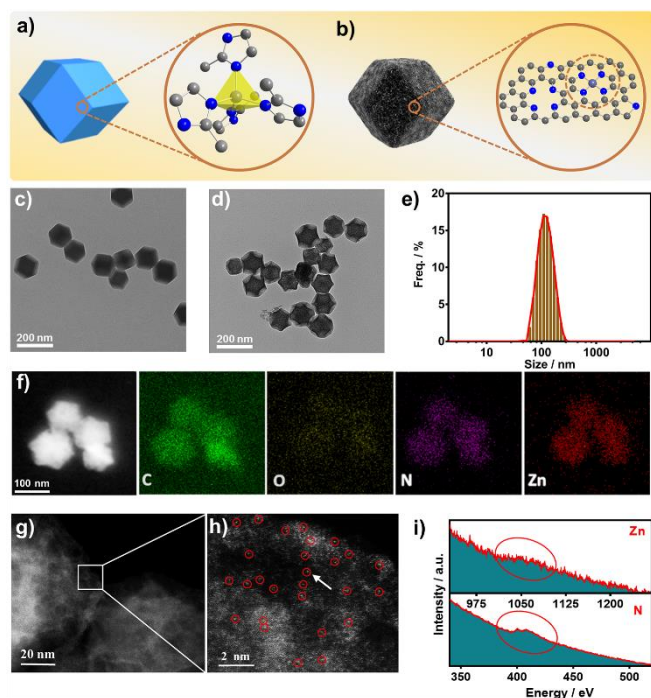 a)
b)
c)
200 nm
d)
200 nm
e)
Freq. / %
20
15
10
5
0
10
100
1000
Size / nm
f)
100 nm
C
O
N
Zn
g)
20 nm
h)
2 nm
i)
Intensity / a.u.
Zn
975
1050
1125
1200
N
350
400
450
500
Energy / eV